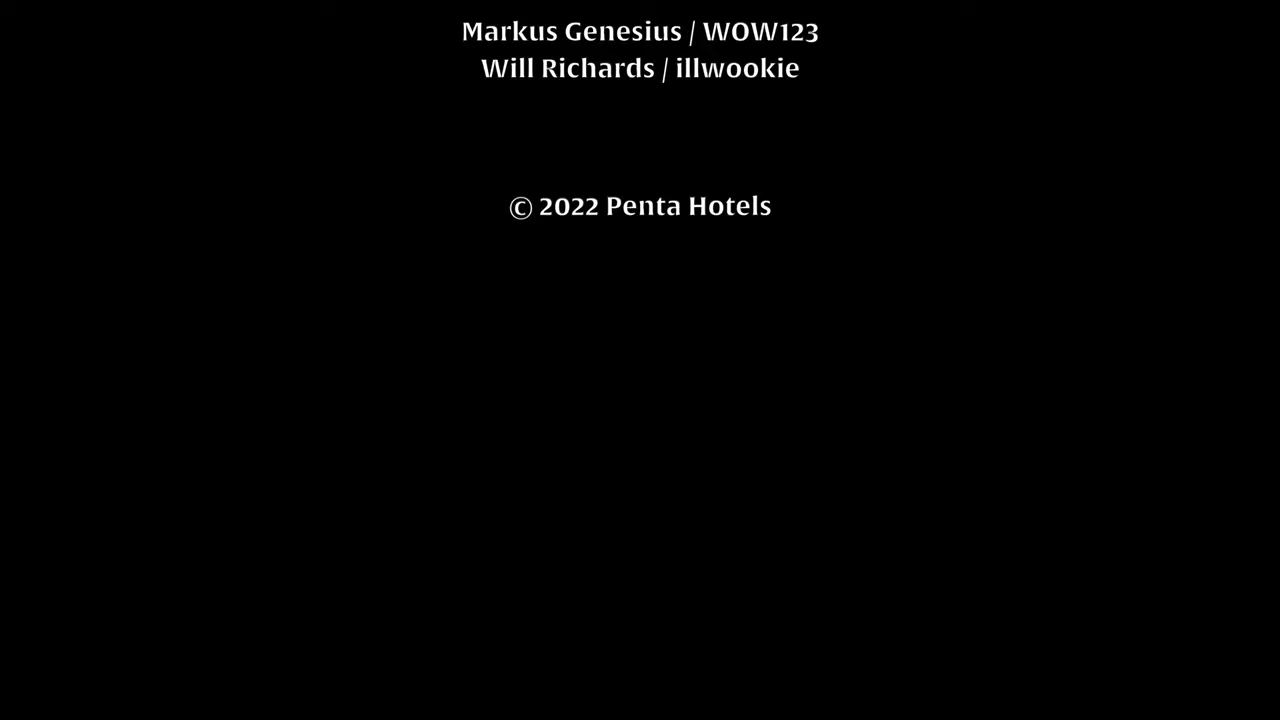 Markus Genesius / WOW123
Will Richards / illwookie
© 2022 Penta Hotels